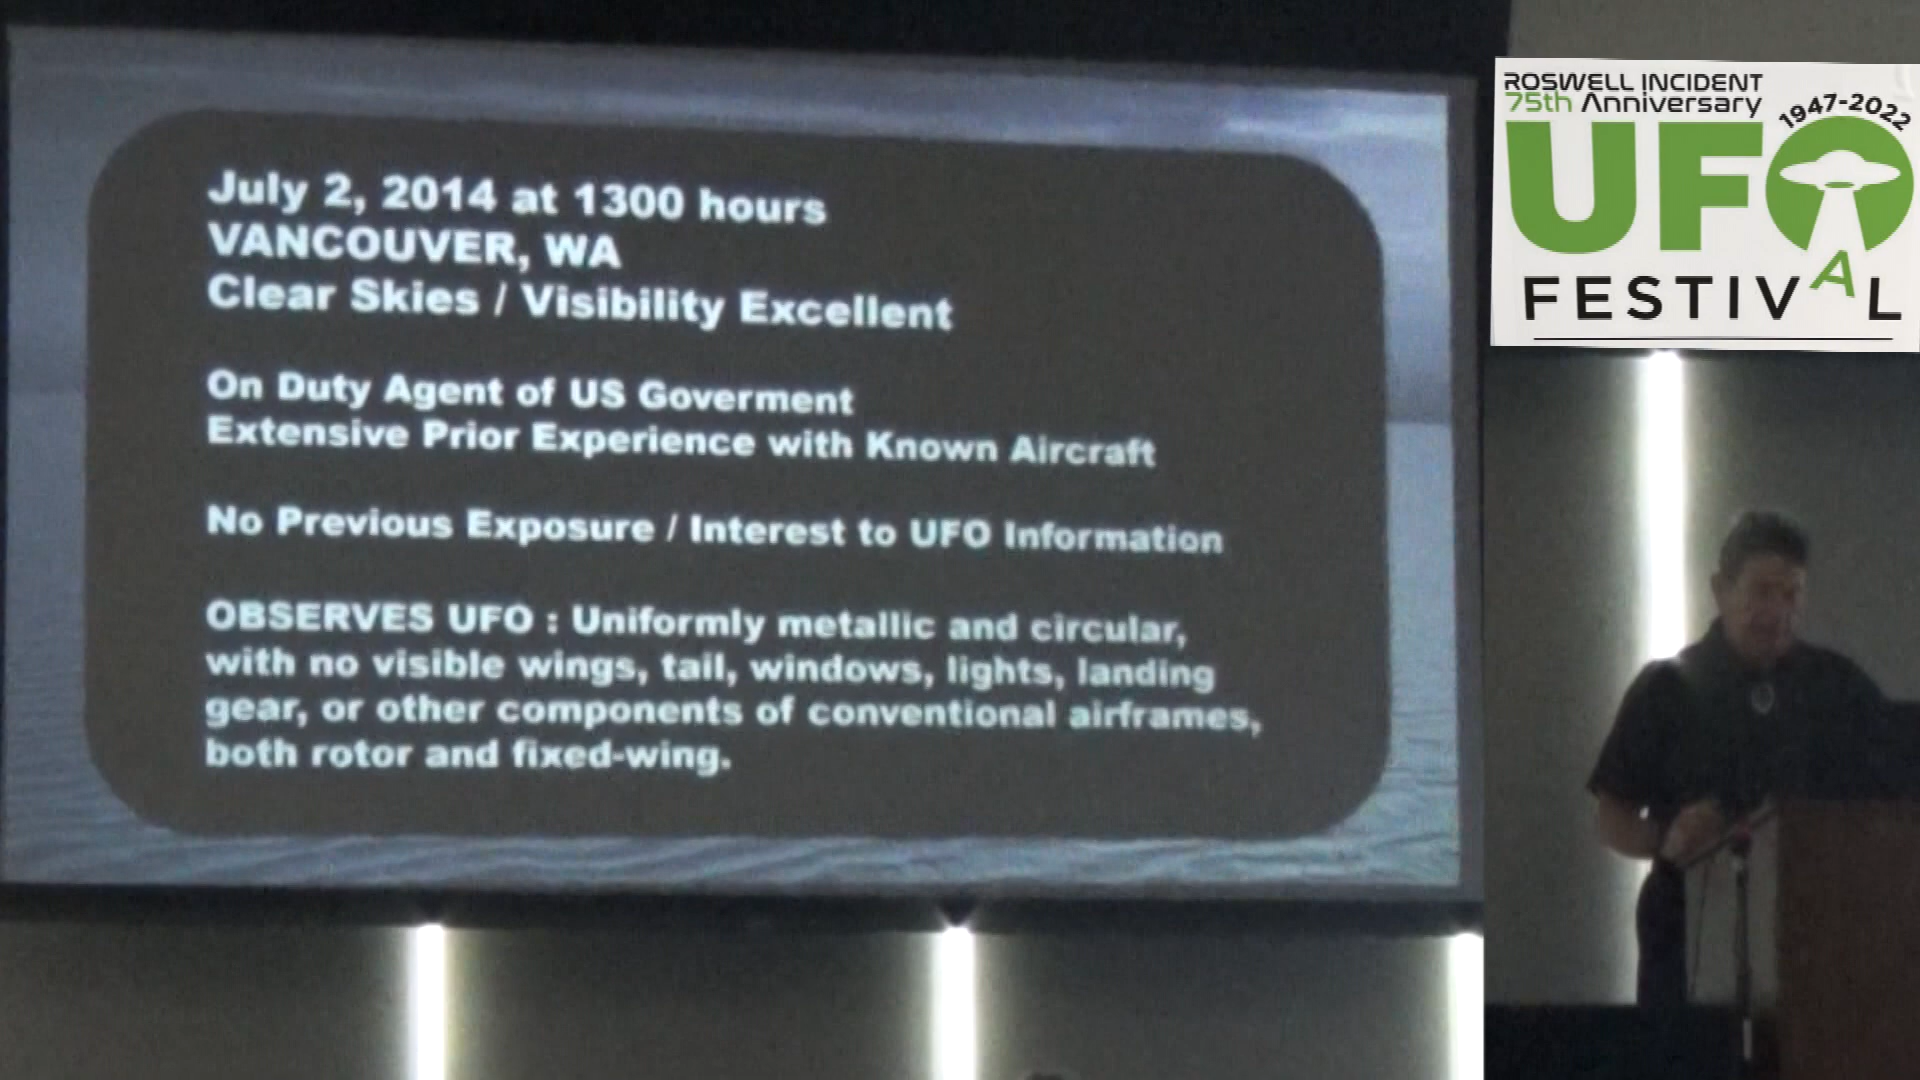 July 2, 2014 at 1300 hours
VANCOUVER, WA
Clear Skies / Visibility Excellent
On Duty Agent of US Goverment
Extensive Prior Experience with Known Aircraft
No Previous Exposure / Interest to UFO Information
OBSERVES UFO : Uniformly metallic and circular,
with no visible wings, tail, windows, lights, landing
gear, or other components of conventional airframes,
both rotor and fixed-wing.
ROSWELL INCIDENT
75th Anniversary
1947-2022
UFO
FESTIVAL